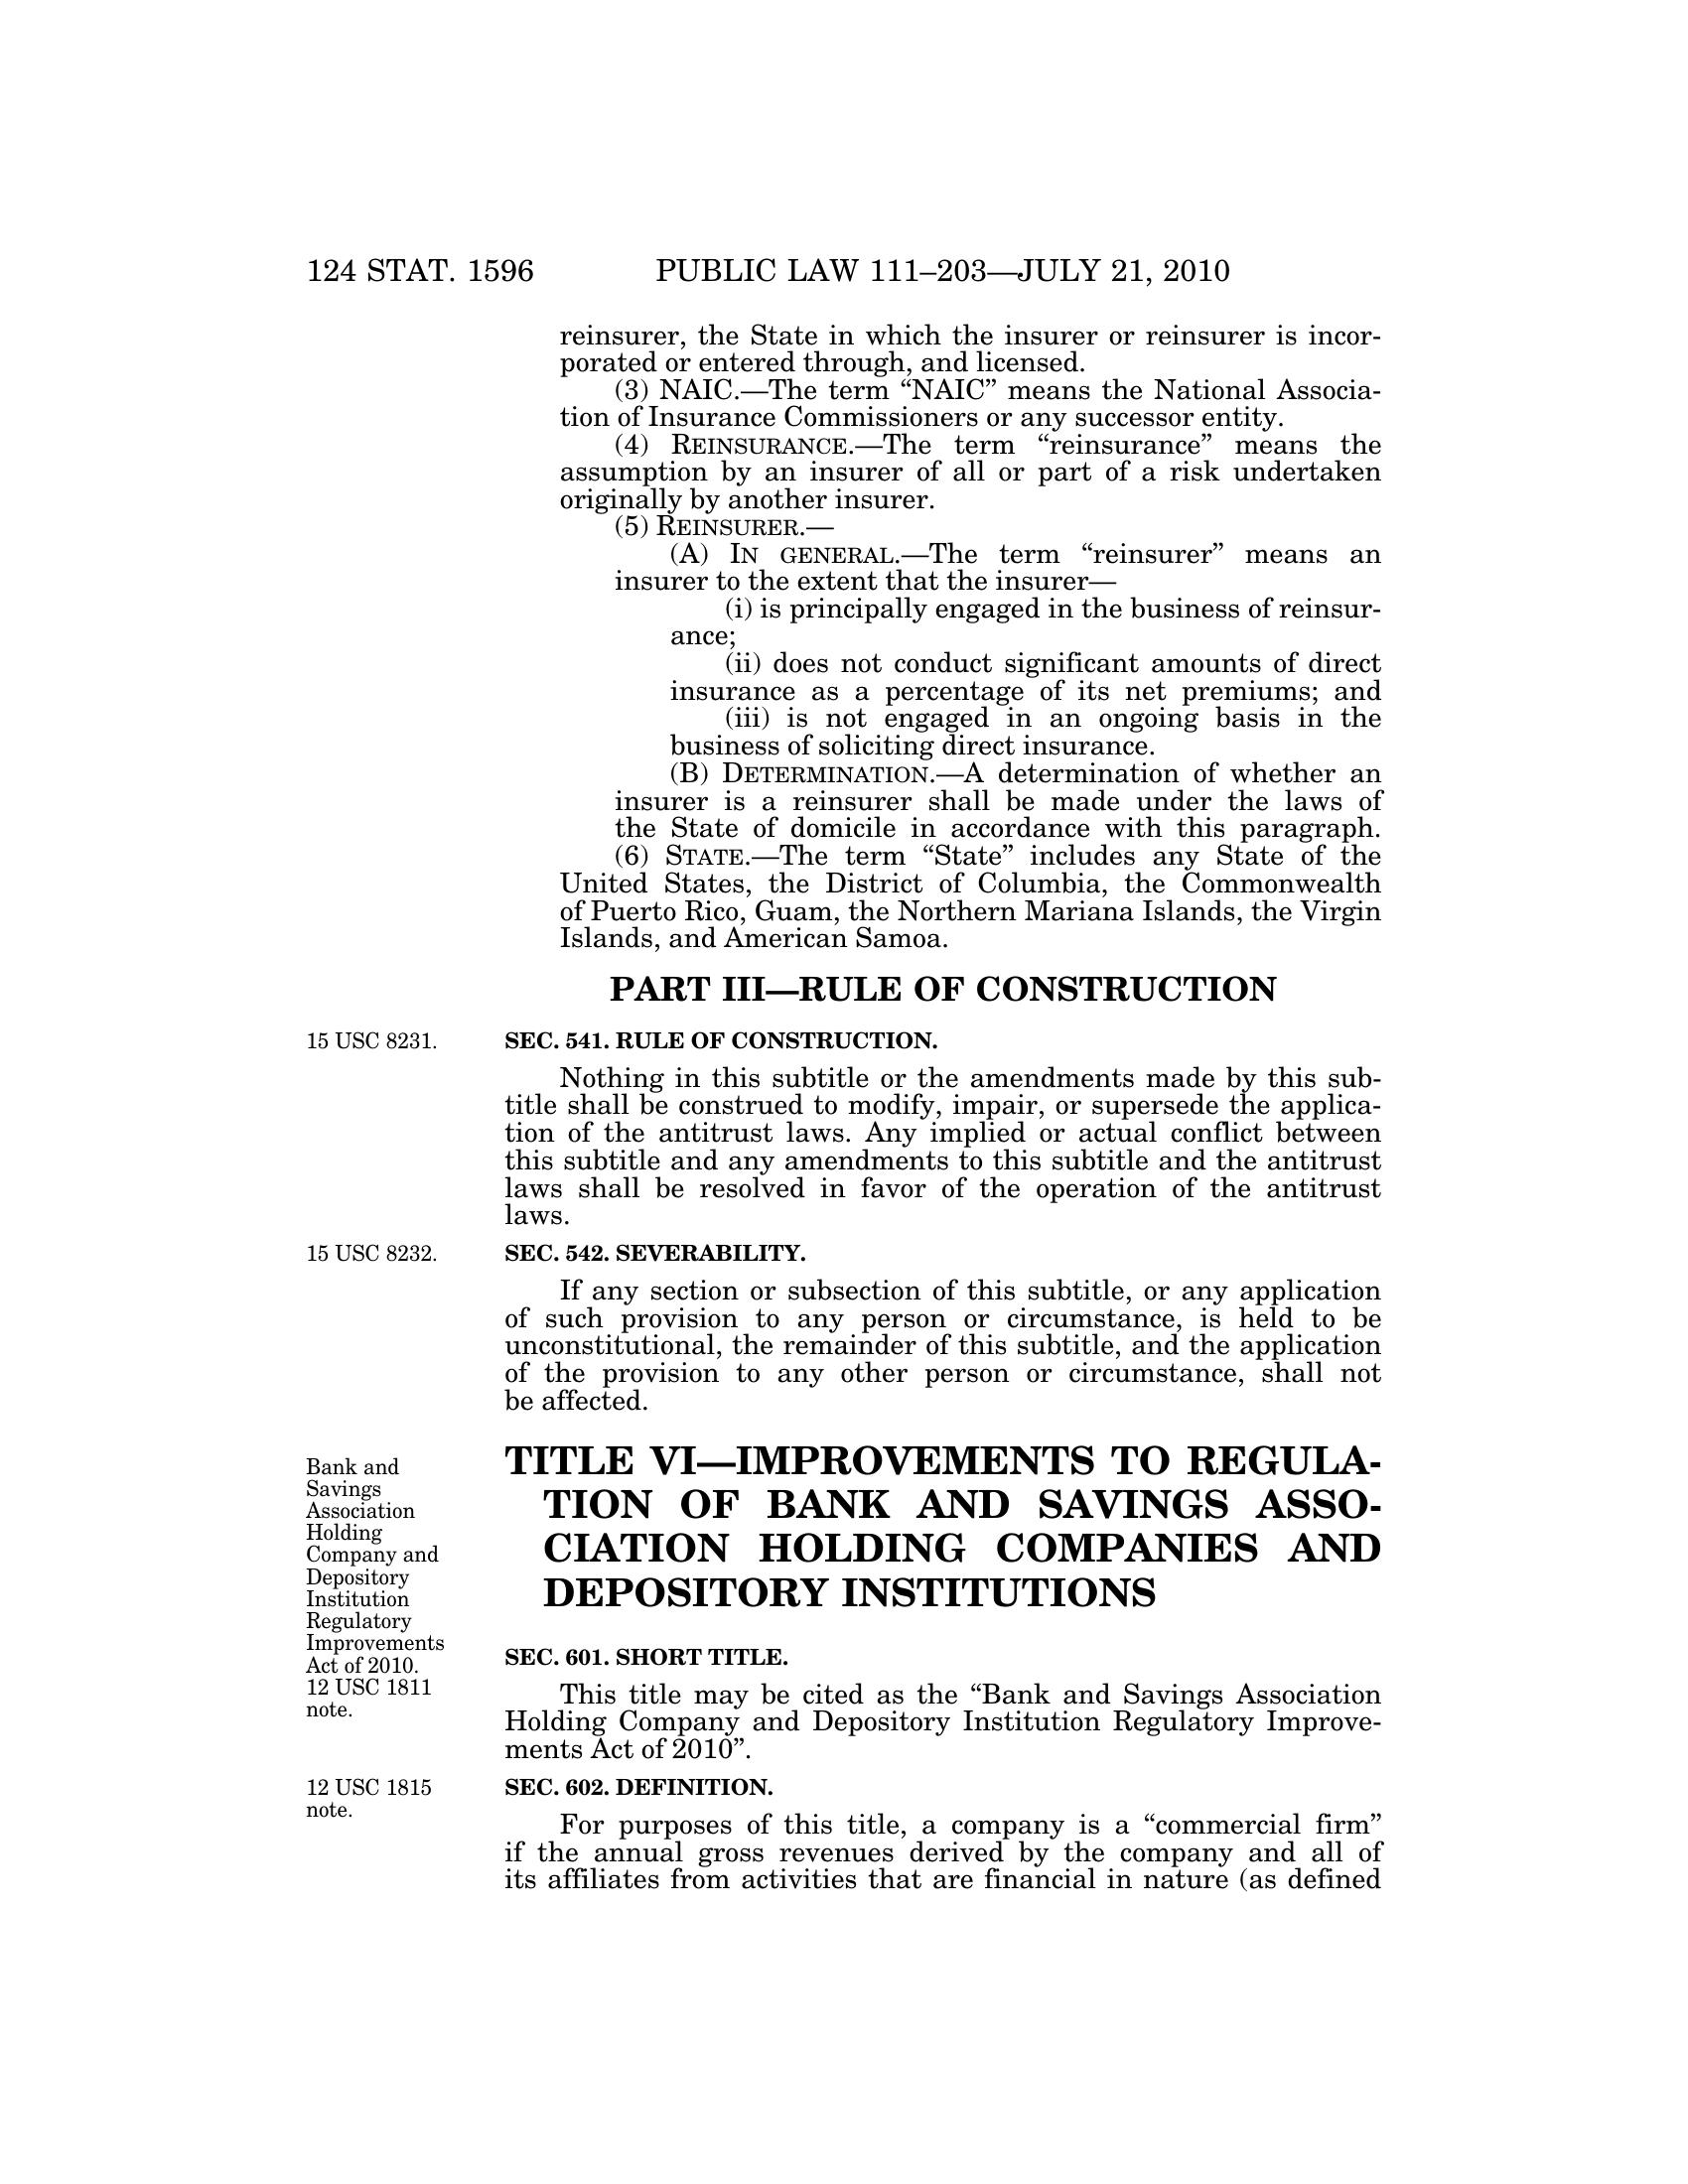 124 STAT. 1596 PUBLIC LAW 111–203—JULY 21, 2010
reinsurer, the State in which the insurer or reinsurer is incor-
porated or entered through, and licensed.
(3) NAIC.—The term “NAIC” means the National Associa-
tion of Insurance Commissioners or any successor entity.
(4) REINSURANCE.—The term “reinsurance” means the
assumption by an insurer of all or part of a risk undertaken
originally by another insurer.
(5) REINSURER.—
(A) IN GENERAL.—The term “reinsurer” means an
insurer to the extent that the insurer—
(i) is principally engaged in the business of reinsur-
ance;
(ii) does not conduct significant amounts of direct
insurance as a percentage of its net premiums; and
(iii) is not engaged in an ongoing basis in the
business of soliciting direct insurance.
(B) DETERMINATION.—A determination of whether an
insurer is a reinsurer shall be made under the laws of
the State of domicile in accordance with this paragraph.
(6) STATE.—The term “State” includes any State of the
United States, the District of Columbia, the Commonwealth
of Puerto Rico, Guam, the Northern Mariana Islands, the Virgin
Islands, and American Samoa.
PART III—RULE OF CONSTRUCTION
15 USC 8231.
SEC. 541. RULE OF CONSTRUCTION.
Nothing in this subtitle or the amendments made by this sub-
title shall be construed to modify, impair, or supersede the applica-
tion of the antitrust laws. Any implied or actual conflict between
this subtitle and any amendments to this subtitle and the antitrust
laws shall be resolved in favor of the operation of the antitrust
laws.
15 USC 8232.
SEC. 542. SEVERABILITY.
If any section or subsection of this subtitle, or any application
of such provision to any person or circumstance, is held to be
unconstitutional, the remainder of this subtitle, and the application
of the provision to any other person or circumstance, shall not
be affected.
Bank and
Savings
Association
Holding
Company and
Depository
Institution
Regulatory
Improvements
Act of 2010.
12 USC 1811
note.
TITLE VI—IMPROVEMENTS TO REGULA-
TION OF BANK AND SAVINGS ASSO-
CIATION HOLDING COMPANIES AND
DEPOSITORY INSTITUTIONS
SEC. 601. SHORT TITLE.
This title may be cited as the “Bank and Savings Association
Holding Company and Depository Institution Regulatory Improve-
ments Act of 2010”.
12 USC 1815
note.
SEC. 602. DEFINITION.
For purposes of this title, a company is a “commercial firm”
if the annual gross revenues derived by the company and all of
its affiliates from activities that are financial in nature (as defined